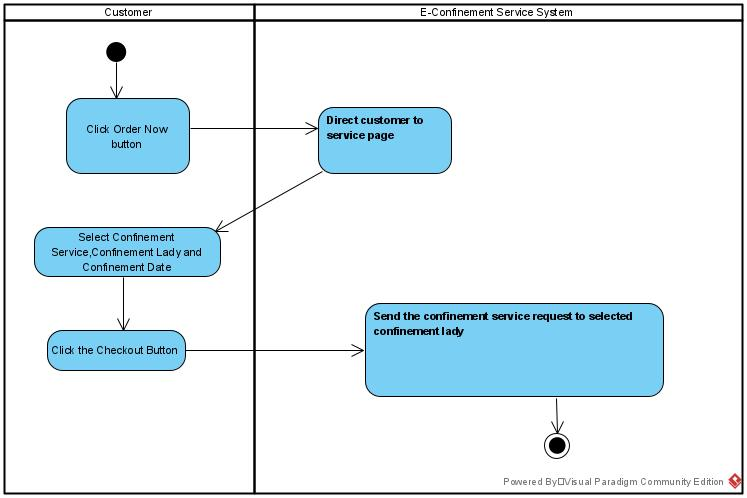 Customer
E-Confinement Service System
Click Order Now
button
Direct customer to
service page
Select Confinement
Service,Confinement Lady and
Confinement Date
Click the Checkout Button
Send the confinement service request to selected
confinement lady
Powered By□Visual Paradigm Community Edition